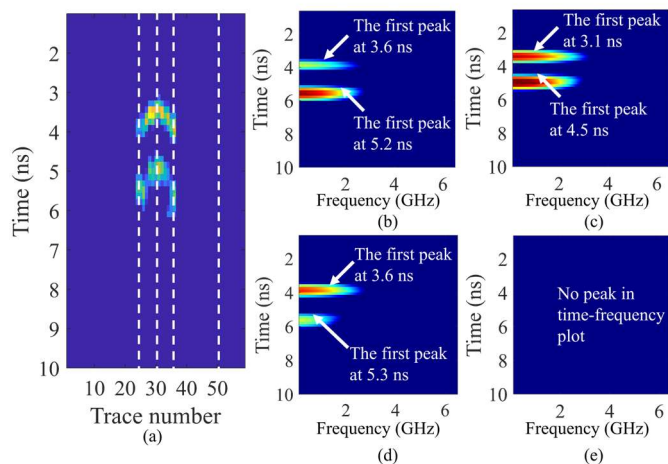 1
2
3
4
5
6
7
8
9
10
Time (ns)
10 20 30 40 50
Trace number
(a)
The first peak
at 3.6 ns
The first peak
at 5.2 ns
2
4
6
8
10
Time (ns)
2 4 6
Frequency (GHz)
(b)
The first peak
at 3.1 ns
The first peak
at 4.5 ns
2
4
6
8
10
Time (ns)
2 4 6
Frequency (GHz)
(c)
The first peak
at 3.6 ns
The first peak
at 5.3 ns
2
4
6
8
10
Time (ns)
2 4 6
Frequency (GHz)
(d)
No peak in
time-frequency
plot
2
4
6
8
10
Time (ns)
2 4 6
Frequency (GHz)
(e)